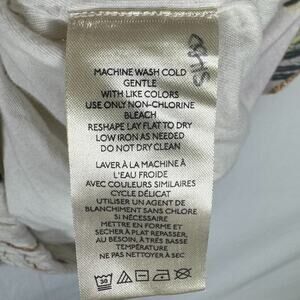 MACHINE WASH COLD
GENTLE
WITH LIKE COLORS
USE ONLY NON-CHLORINE
BLEACH
RESHAPE LAY FLAT TO DRY
LOW IRON AS NEEDED
DO NOT DRY CLEAN
LAVER À LA MACHINE À
L'EAU FROIDE
AVEC COULEURS SIMILAIRES
CYCLE DÉLICAT
UTILISER UN AGENT DE
BLANCHIMENT SANS CHLORE
SI NÉCESSAIRE
METTRE EN FORME ET
SECHER À PLAT REPASSER,
AU BESOIN, À TRÈS BASSE
TEMPÉRATURE
NE PAS NETTOYER À SEC
30